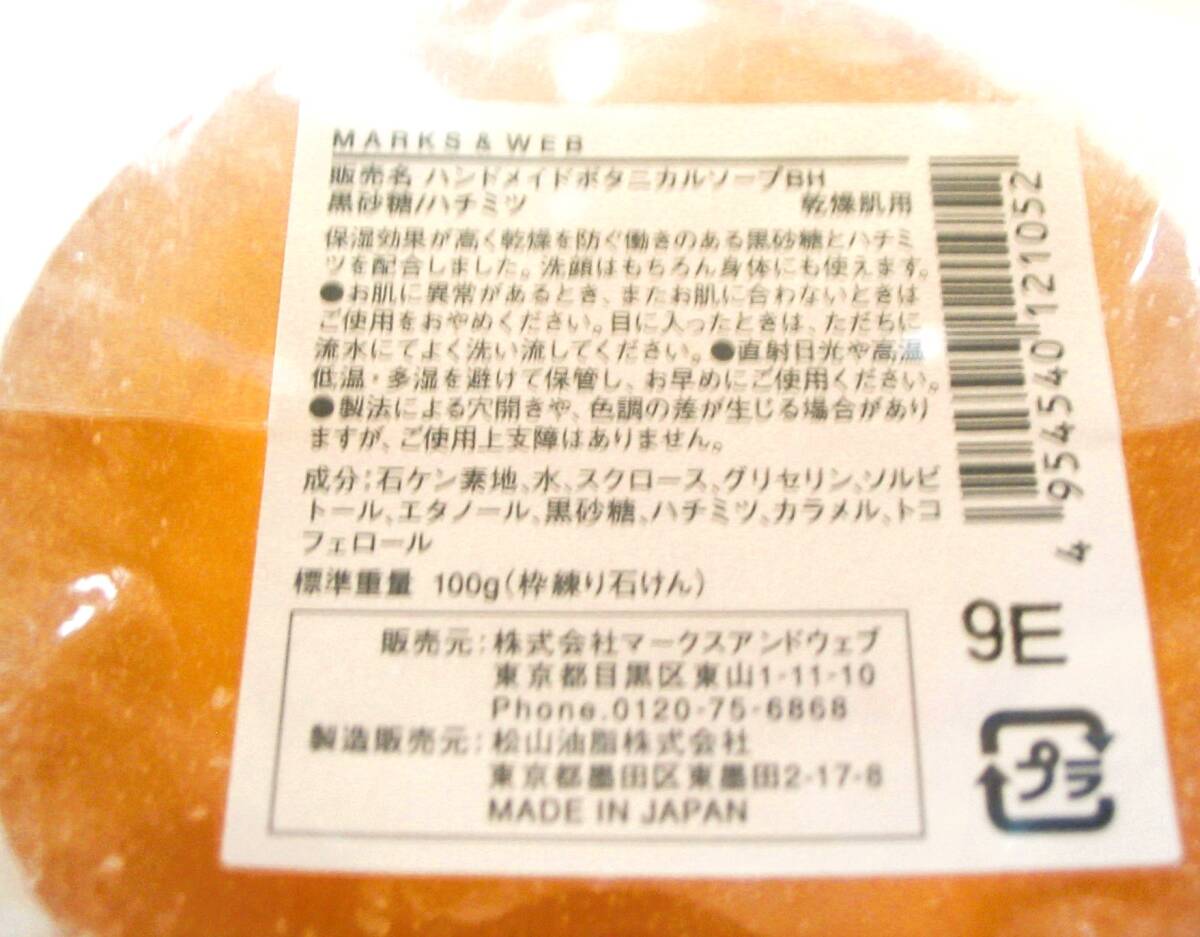 MARKS & WEB
販売名 ハンドメイドボタニカルソープBH
黒砂糖/ハチミツ 乾燥肌用
保湿効果が高く乾燥を防ぐ働きのある黒砂糖とハチミ
ツを配合しました。洗顔はもちろん身体にも使えます。
●お肌に異常があるとき、またお肌に合わないときは
ご使用をおやめください。目に入ったときは、ただちに
流水にてよく洗い流してください。●直射日光や高温
低温・多湿を避けて保管し、お早めにご使用ください。
●製法による穴開きや、色調の差が生じる場合があり
ますが、ご使用上支障はありません。
成分:石ケン素地、水、スクロース、グリセリン、ソルビ
トール、エタノール、黒砂糖、ハチミツ、カラメル、トコ
フェロール
標準重量 100g(枠練り石けん)
販売元:株式会社マークスアンドウェブ
東京都目黒区東山1-11-10
Phone.0120-75-6868
製造販売元:松山油脂株式会社
東京都墨田区東墨田2-17-8
MADE IN JAPAN
4 954540 121052
9E
プラ